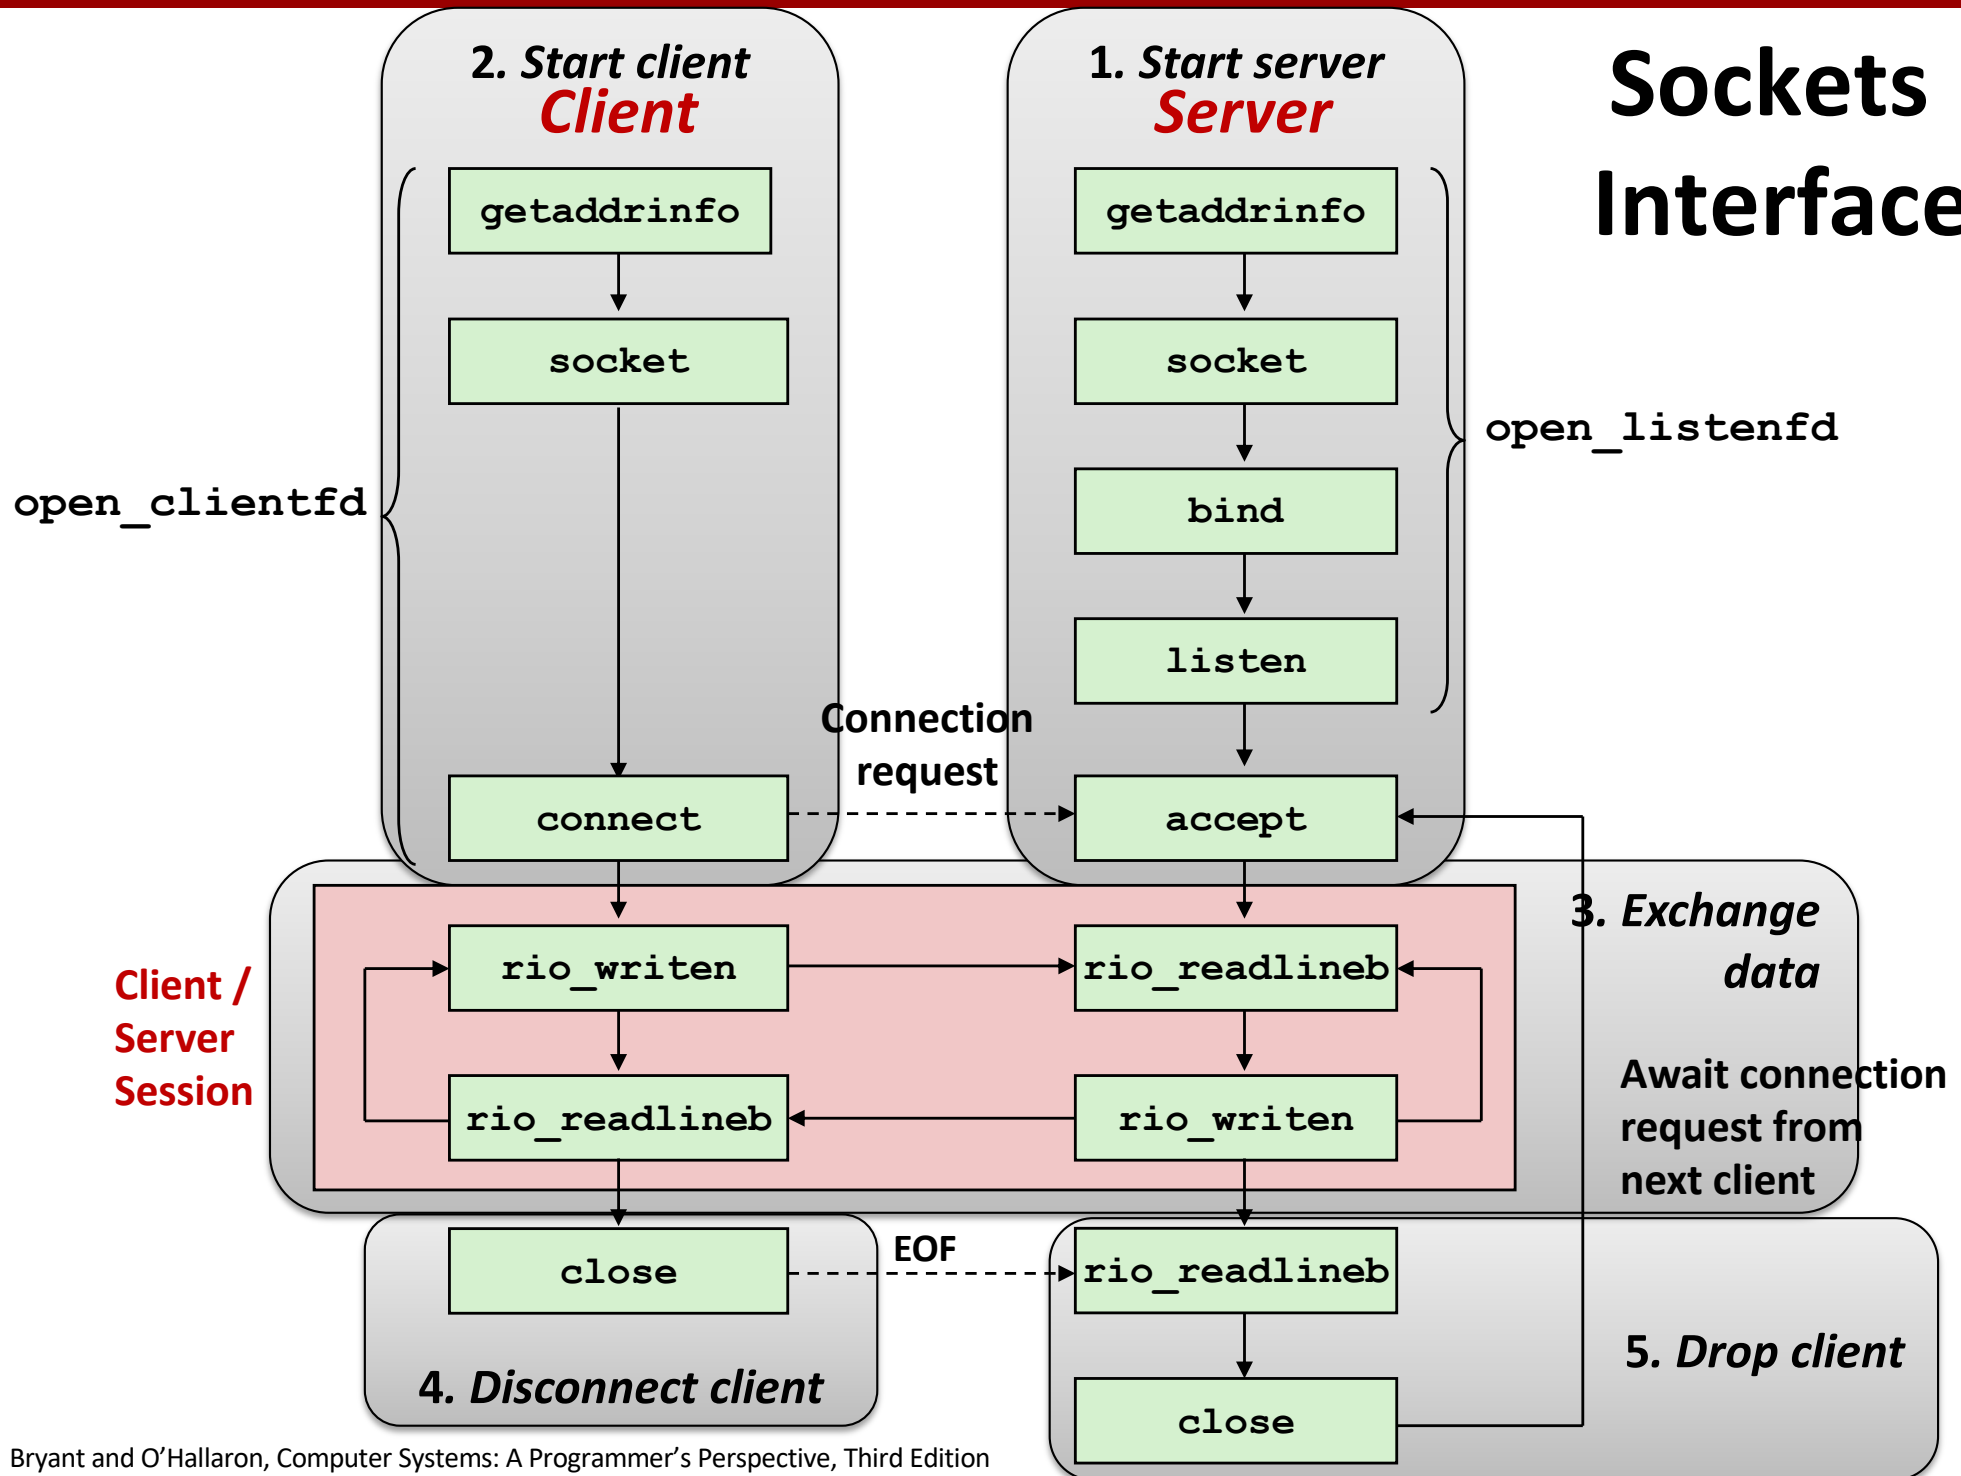 Sockets
Interface
2. Start client
Client
1. Start server
Server
getaddrinfo
getaddrinfo
socket
socket
open_listenfd
open_clientfd
bind
listen
Connection
request
connect
accept
3. Exchange
data
Client /
Server
Session
rio_writen
rio_readlineb
Await connection
request from
next client
rio_readlineb
rio_writen
close
EOF
rio_readlineb
4. Disconnect client
5. Drop client
close
Bryant and O’Hallaron, Computer Systems: A Programmer’s Perspective, Third Edition